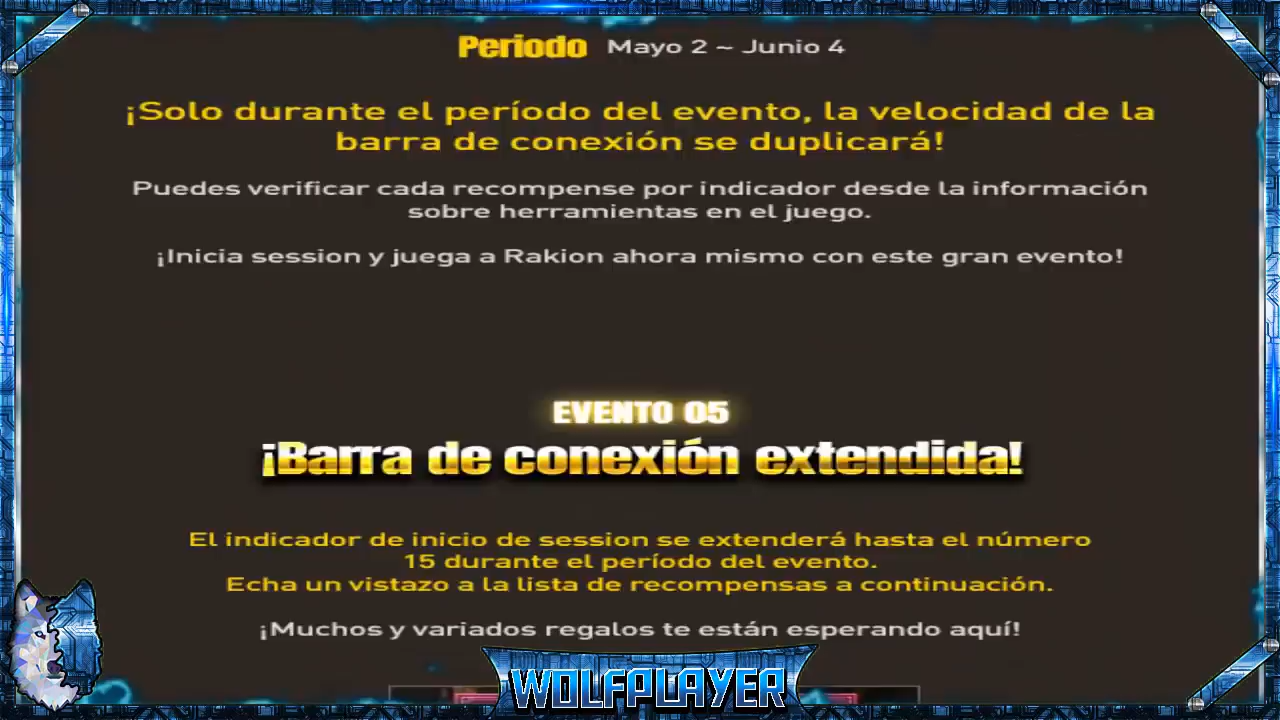 Periodo Mayo 2 ~ Junio 4
¡Solo durante el período del evento, la velocidad de la
barra de conexión se duplicará!
Puedes verificar cada recompense por indicador desde la información
sobre herramientas en el juego.
¡Inicia session y juega a Rakion ahora mismo con este gran evento!
EVENTO 05
¡Barra de conexión extendida!
El indicador de inicio de session se extenderá hasta el número
15 durante el período del evento.
Echa un vistazo a la lista de recompensas a continuación.
¡Muchos y variados regalos te están esperando aquí!
WOLFPLAYER